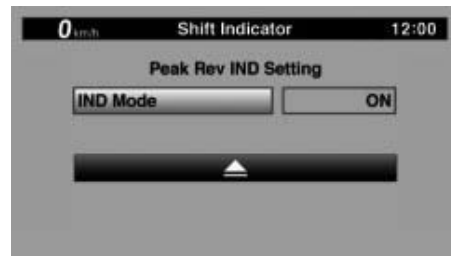 0 km/h Shift Indicator 12:00
Peak Rev IND Setting
IND Mode ON